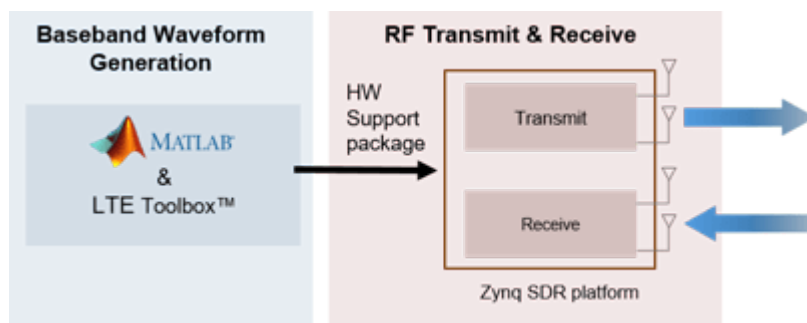 Baseband Waveform
Generation
MATLAB®
&
LTE Toolbox™
RF Transmit & Receive
HW
Support
package
Transmit
Receive
Zynq SDR platform